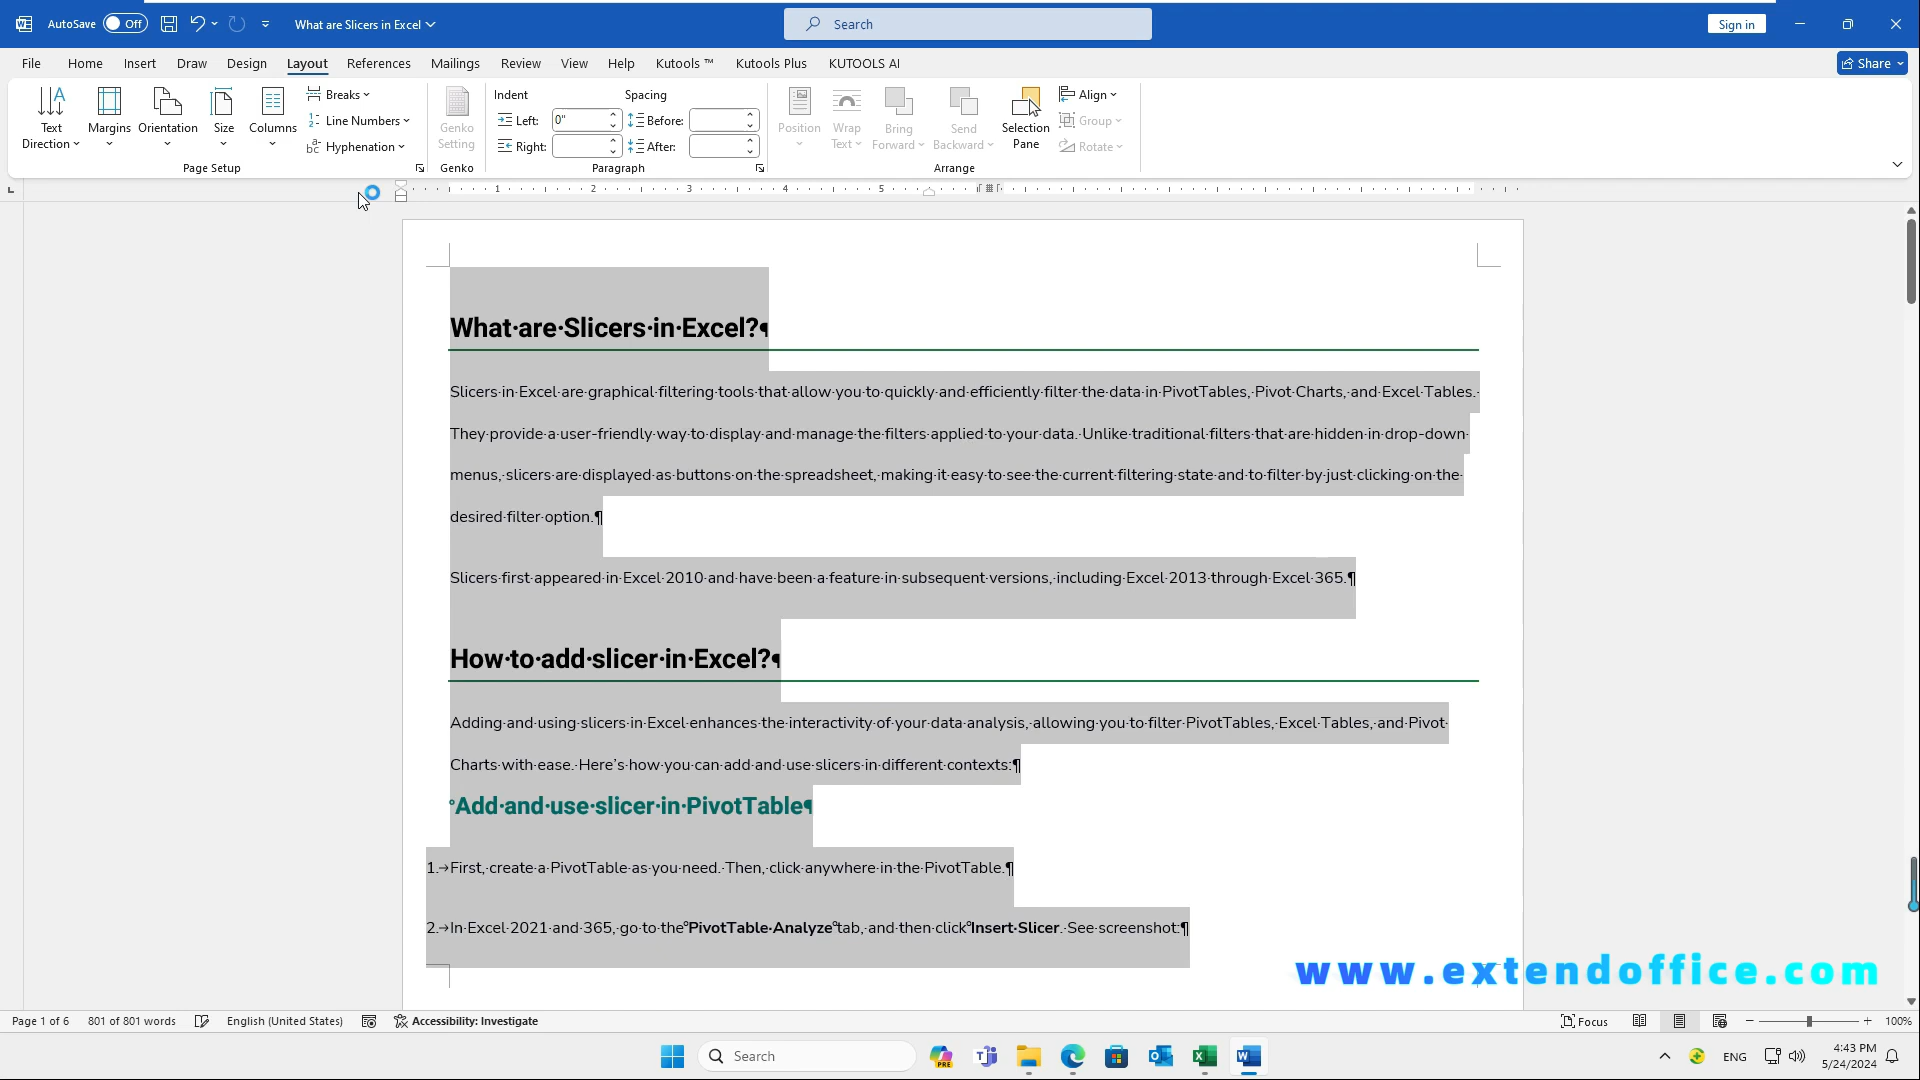 AutoSave Off What are Slicers in Excel Search Sign in
File Home Insert Draw Design Layout References Mailings Review View Help Kutools ™ Kutools Plus KUTOOLS AI Share
Text Direction
Margins
Orientation
Size
Columns
Breaks
Line Numbers
Hyphenation
Page Setup
Genko Setting
Genko
Indent
Left: 0"
Right:
Spacing
Before:
After:
Paragraph
Position
Wrap Text
Bring Forward
Send Backward
Selection Pane
Align
Group
Rotate
Arrange
1 2 3 4 5
What·are·Slicers·in·Excel?¶
Slicers·in·Excel·are·graphical·filtering·tools·that·allow·you·to·quickly·and·efficiently·filter·the·data·in·PivotTables,·Pivot·Charts,·and·Excel·Tables.·
They·provide·a·user-friendly·way·to·display·and·manage·the·filters·applied·to·your·data.·Unlike·traditional·filters·that·are·hidden·in·drop-down·
menus,·slicers·are·displayed·as·buttons·on·the·spreadsheet,·making·it·easy·to·see·the·current·filtering·state·and·to·filter·by·just·clicking·on·the·
desired·filter·option.¶
Slicers·first·appeared·in·Excel·2010·and·have·been·a·feature·in·subsequent·versions,·including·Excel·2013·through·Excel·365.¶
How·to·add·slicer·in·Excel?¶
Adding·and·using·slicers·in·Excel·enhances·the·interactivity·of·your·data·analysis,·allowing·you·to·filter·PivotTables,·Excel·Tables,·and·Pivot·
Charts·with·ease.·Here's·how·you·can·add·and·use·slicers·in·different·contexts:¶
°Add·and·use·slicer·in·PivotTable¶
1.→First,·create·a·PivotTable·as·you·need.·Then,·click·anywhere·in·the·PivotTable.¶
2.→In·Excel·2021·and·365,·go·to·the°PivotTable·Analyze°tab,·and·then·click°Insert·Slicer.·See·screenshot:¶
www.extendoffice.com
Page 1 of 6 801 of 801 words English (United States) Accessibility: Investigate Focus 100%
Search PRE ENG 4:43 PM
5/24/2024